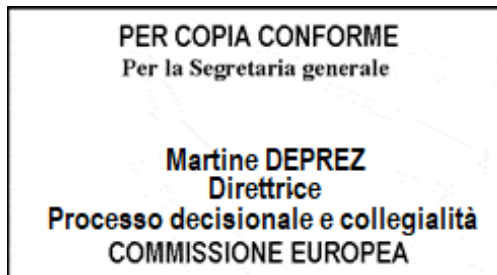 PER COPIA CONFORME
Per la Segretaria generale
Martine DEPREZ
Direttrice
Processo decisionale e collegialità
COMMISSIONE EUROPEA